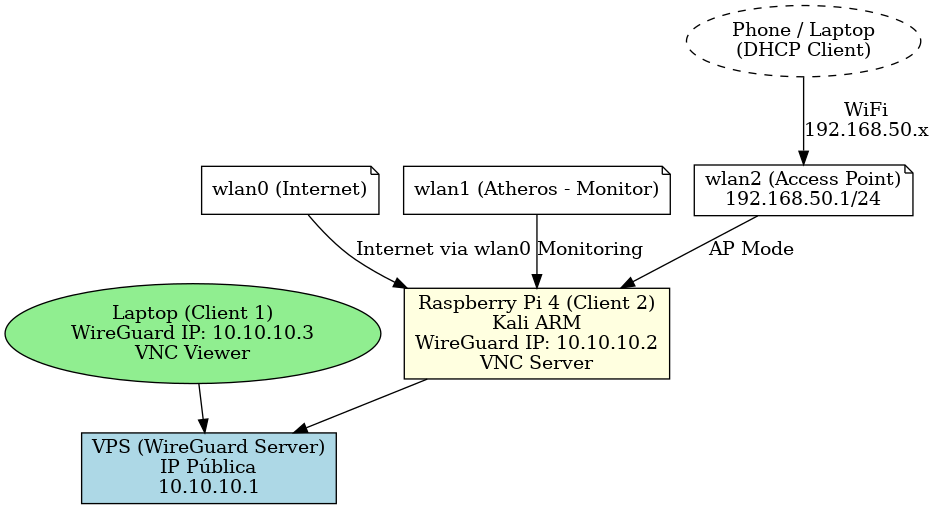 Phone / Laptop
(DHCP Client)
WiFi
192.168.50.x
wlan0 (Internet)
wlan1 (Atheros - Monitor)
wlan2 (Access Point)
192.168.50.1/24
Internet via wlan0
Monitoring
AP Mode
Laptop (Client 1)
WireGuard IP: 10.10.10.3
VNC Viewer
Raspberry Pi 4 (Client 2)
Kali ARM
WireGuard IP: 10.10.10.2
VNC Server
VPS (WireGuard Server)
IP Pública
10.10.10.1